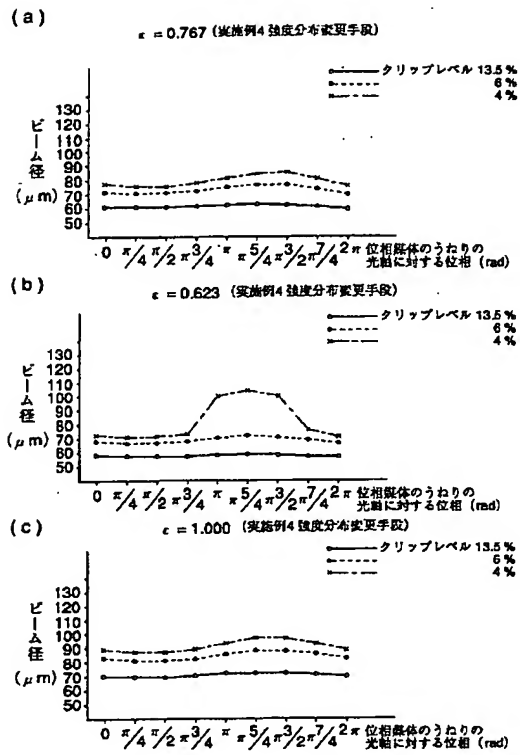 (a)
ε = 0.767 (実施例4 強度分布変更手段)
クリップレベル 13.5 %
6 %
4 %
ビーム径
(μm)
130
120
110
100
90
80
70
60
50
0 π/4 π/2 π3/4 π π5/4 π3/2 π7/4 2π
位相媒体のうねりの
光軸に対する位相 (rad)
(b)
ε = 0.623 (実施例4 強度分布変更手段)
クリップレベル 13.5 %
6 %
4 %
ビーム径
(μm)
130
120
110
100
90
80
70
60
50
0 π/4 π/2 π3/4 π π5/4 π3/2 π7/4 2π
位相媒体のうねりの
光軸に対する位相 (rad)
(c)
ε = 1.000 (実施例4 強度分布変更手段)
クリップレベル 13.5 %
6 %
4 %
ビーム径
(μm)
130
120
110
100
90
80
70
60
50
0 π/4 π/2 π3/4 π π5/4 π3/2 π7/4 2π
位相媒体のうねりの
光軸に対する位相 (rad)